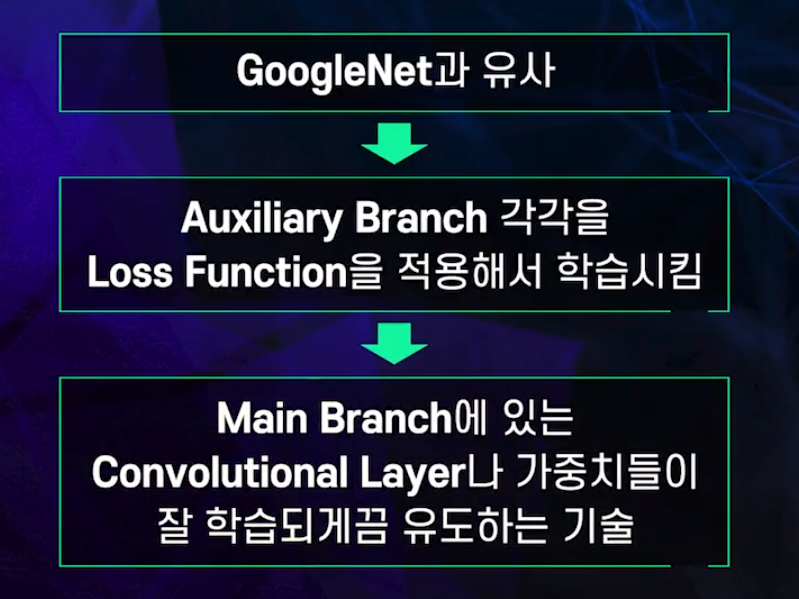 GoogleNet과 유사
Auxiliary Branch 각각을
Loss Function을 적용해서 학습시킴
Main Branch에 있는
Convolutional Layer나 가중치들이
잘 학습되게끔 유도하는 기술